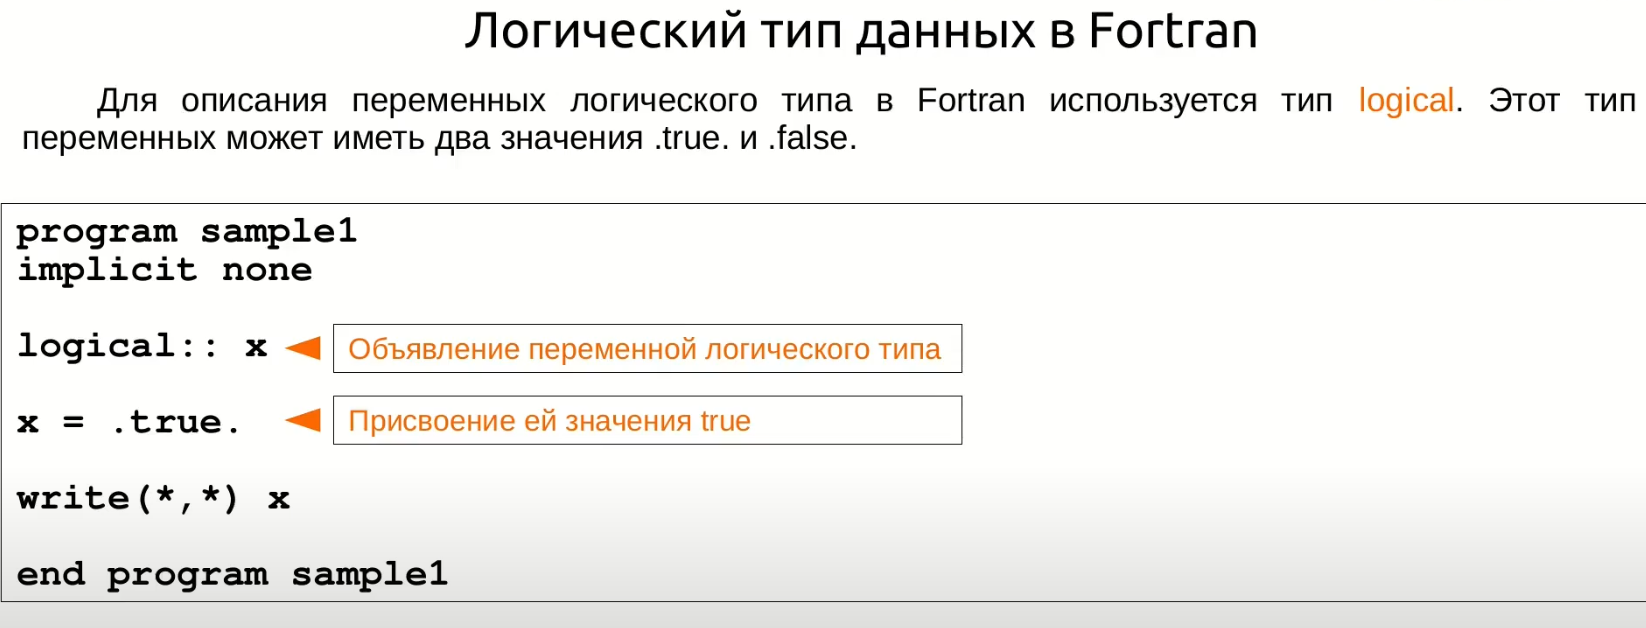 Логический тип данных в Fortran
Для описания переменных логического типа в Fortran используется тип logical. Этот тип
переменных может иметь два значения .true. и .false.
program sample1
implicit none
logical:: x
Объявление переменной логического типа
x = .true.
Присвоение ей значения true
write(*,*) x
end program sample1